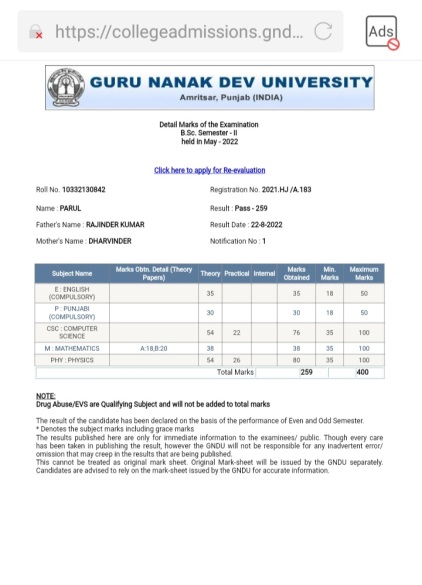 https://collegeadmissions.gnd...
Ads
GURU NANAK DEV UNIVERSITY
Amritsar, Punjab (INDIA)
Detail Marks of the Examination
B.Sc. Semester - II
held in May - 2022
Click here to apply for Re-evaluation
Roll No. 10332130842 Registration No. 2021.HJ /A.183
Name : PARUL Result : Pass - 259
Father's Name : RAJINDER KUMAR Result Date : 22-8-2022
Mother's Name : DHARVINDER Notification No : 1
Subject Name Marks Obtn. Detail (Theory Papers) Theory Practical Internal Marks Obtained Min. Marks Maximum Marks
E : ENGLISH (COMPULSORY) 35 35 18 50
P : PUNJABI (COMPULSORY) 30 30 18 50
CSC : COMPUTER SCIENCE 54 22 76 35 100
M : MATHEMATICS A:18,B:20 38 38 35 100
PHY : PHYSICS 54 26 80 35 100
Total Marks 259 400
NOTE:
Drug Abuse/EVS are Qualifying Subject and will not be added to total marks
The result of the candidate has been declared on the basis of the performance of Even and Odd Semester.
* Denotes the subject marks including grace marks
The results published here are only for immediate information to the examinees/ public. Though every care
has been taken in publishing the result, however the GNDU will not be responsible for any inadvertent error/
omission that may creep in the results that are being published.
This cannot be treated as original mark sheet. Original Mark-sheet will be issued by the GNDU separately.
Candidates are advised to rely on the mark-sheet issued by the GNDU for accurate information.